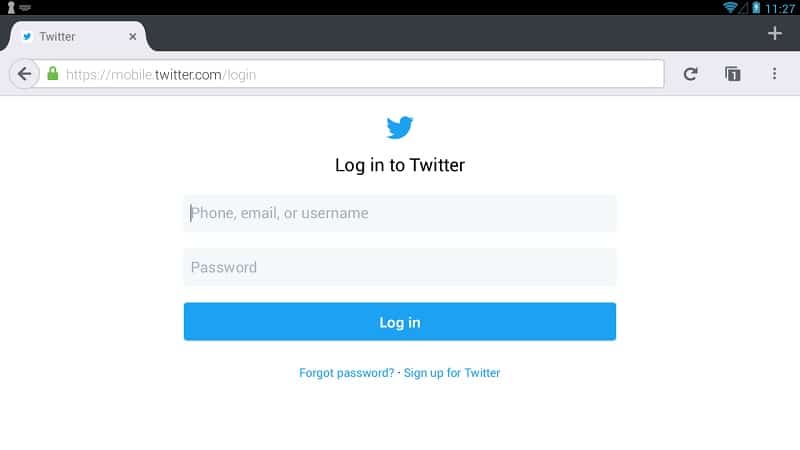 11:27
Twitter
https://mobile.twitter.com/login
1
Log in to Twitter
Phone, email, or username
Password
Log in
Forgot password? · Sign up for Twitter